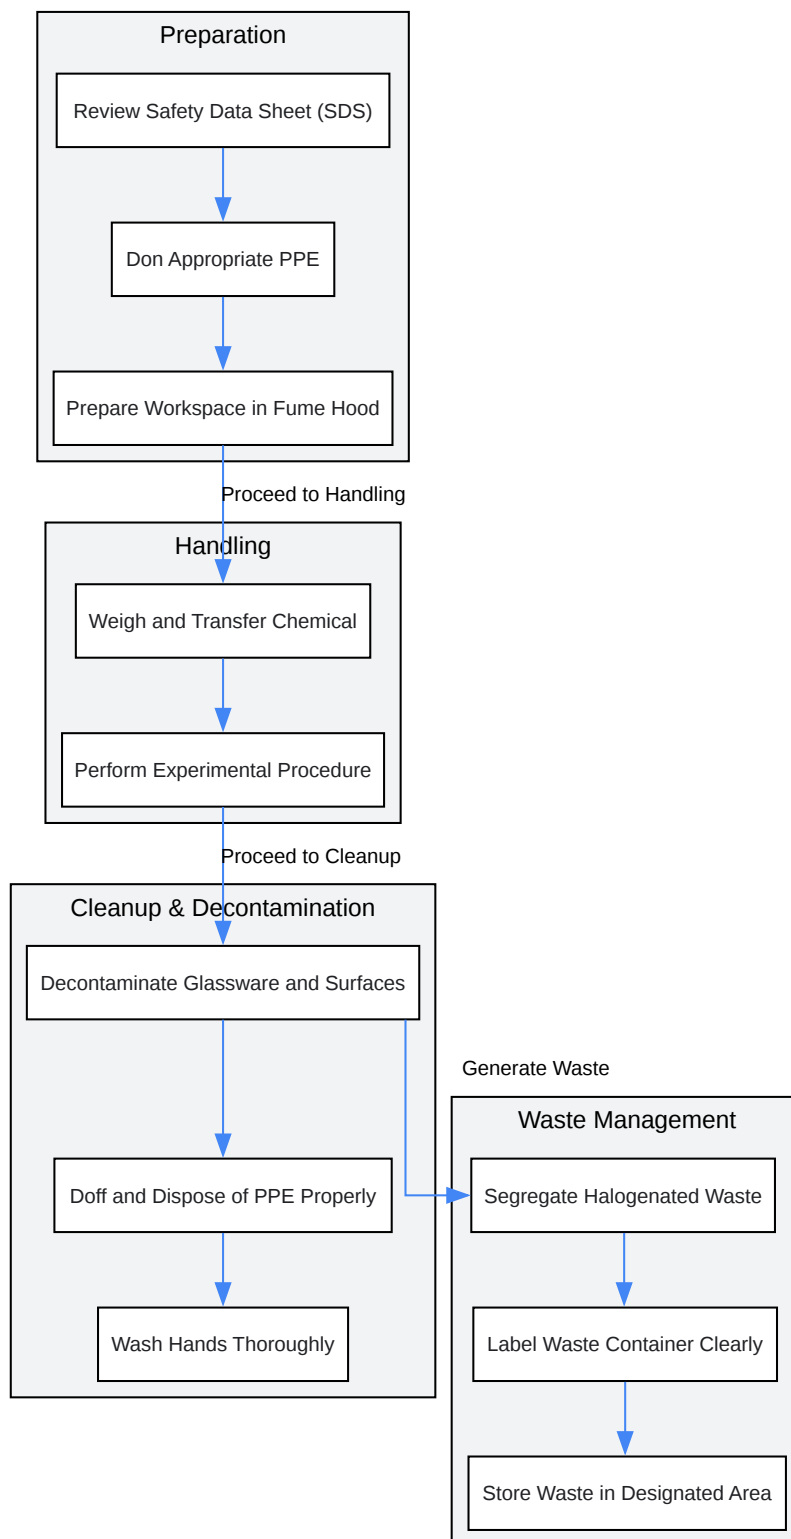 Preparation
Review Safety Data Sheet (SDS)
Don Appropriate PPE
Prepare Workspace in Fume Hood
Proceed to Handling
Handling
Weigh and Transfer Chemical
Perform Experimental Procedure
Proceed to Cleanup
Cleanup & Decontamination
Decontaminate Glassware and Surfaces
Doff and Dispose of PPE Properly
Wash Hands Thoroughly
Generate Waste
Waste Management
Segregate Halogenated Waste
Label Waste Container Clearly
Store Waste in Designated Area